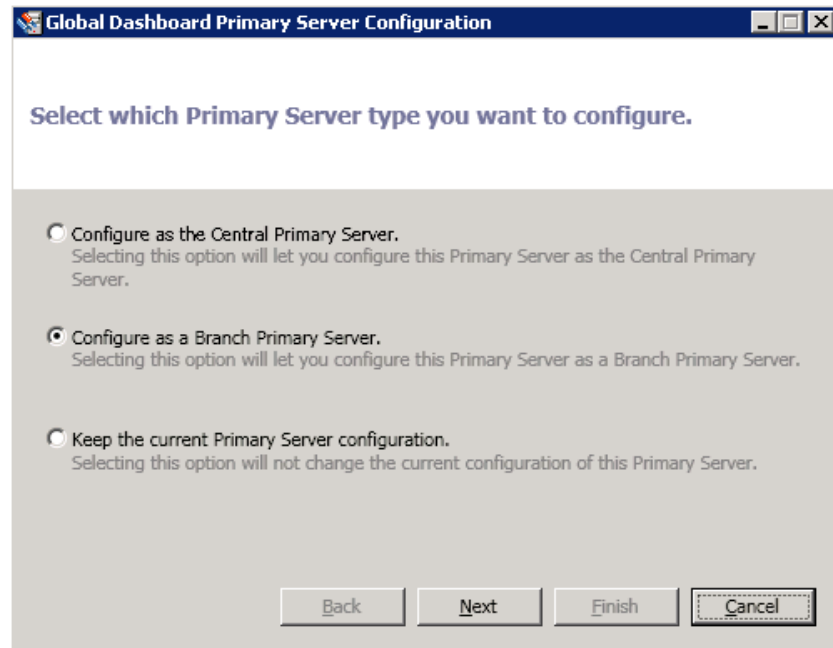 Global Dashboard Primary Server Configuration
Select which Primary Server type you want to configure.
Configure as the Central Primary Server.
Selecting this option will let you configure this Primary Server as the Central Primary
Server.
Configure as a Branch Primary Server.
Selecting this option will let you configure this Primary Server as a Branch Primary Server.
Keep the current Primary Server configuration.
Selecting this option will not change the current configuration of this Primary Server.
Back Next Finish Cancel